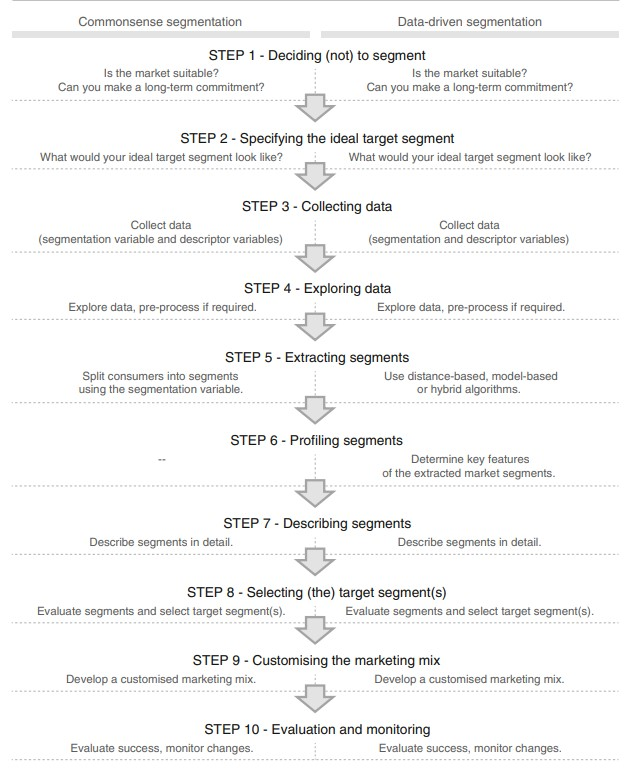 Commonsense segmentation
Data-driven segmentation
STEP 1 - Deciding (not) to segment
Is the market suitable?
Can you make a long-term commitment?
Is the market suitable?
Can you make a long-term commitment?
STEP 2 - Specifying the ideal target segment
What would your ideal target segment look like?
What would your ideal target segment look like?
STEP 3 - Collecting data
Collect data
(segmentation variable and descriptor variables)
Collect data
(segmentation and descriptor variables)
STEP 4 - Exploring data
Explore data, pre-process if required.
Explore data, pre-process if required.
STEP 5 - Extracting segments
Split consumers into segments
using the segmentation variable.
Use distance-based, model-based
or hybrid algorithms.
STEP 6 - Profiling segments
--
Determine key features
of the extracted market segments.
STEP 7 - Describing segments
Describe segments in detail.
Describe segments in detail.
STEP 8 - Selecting (the) target segment(s)
Evaluate segments and select target segment(s).
Evaluate segments and select target segment(s).
STEP 9 - Customising the marketing mix
Develop a customised marketing mix.
Develop a customised marketing mix.
STEP 10 - Evaluation and monitoring
Evaluate success, monitor changes.
Evaluate success, monitor changes.